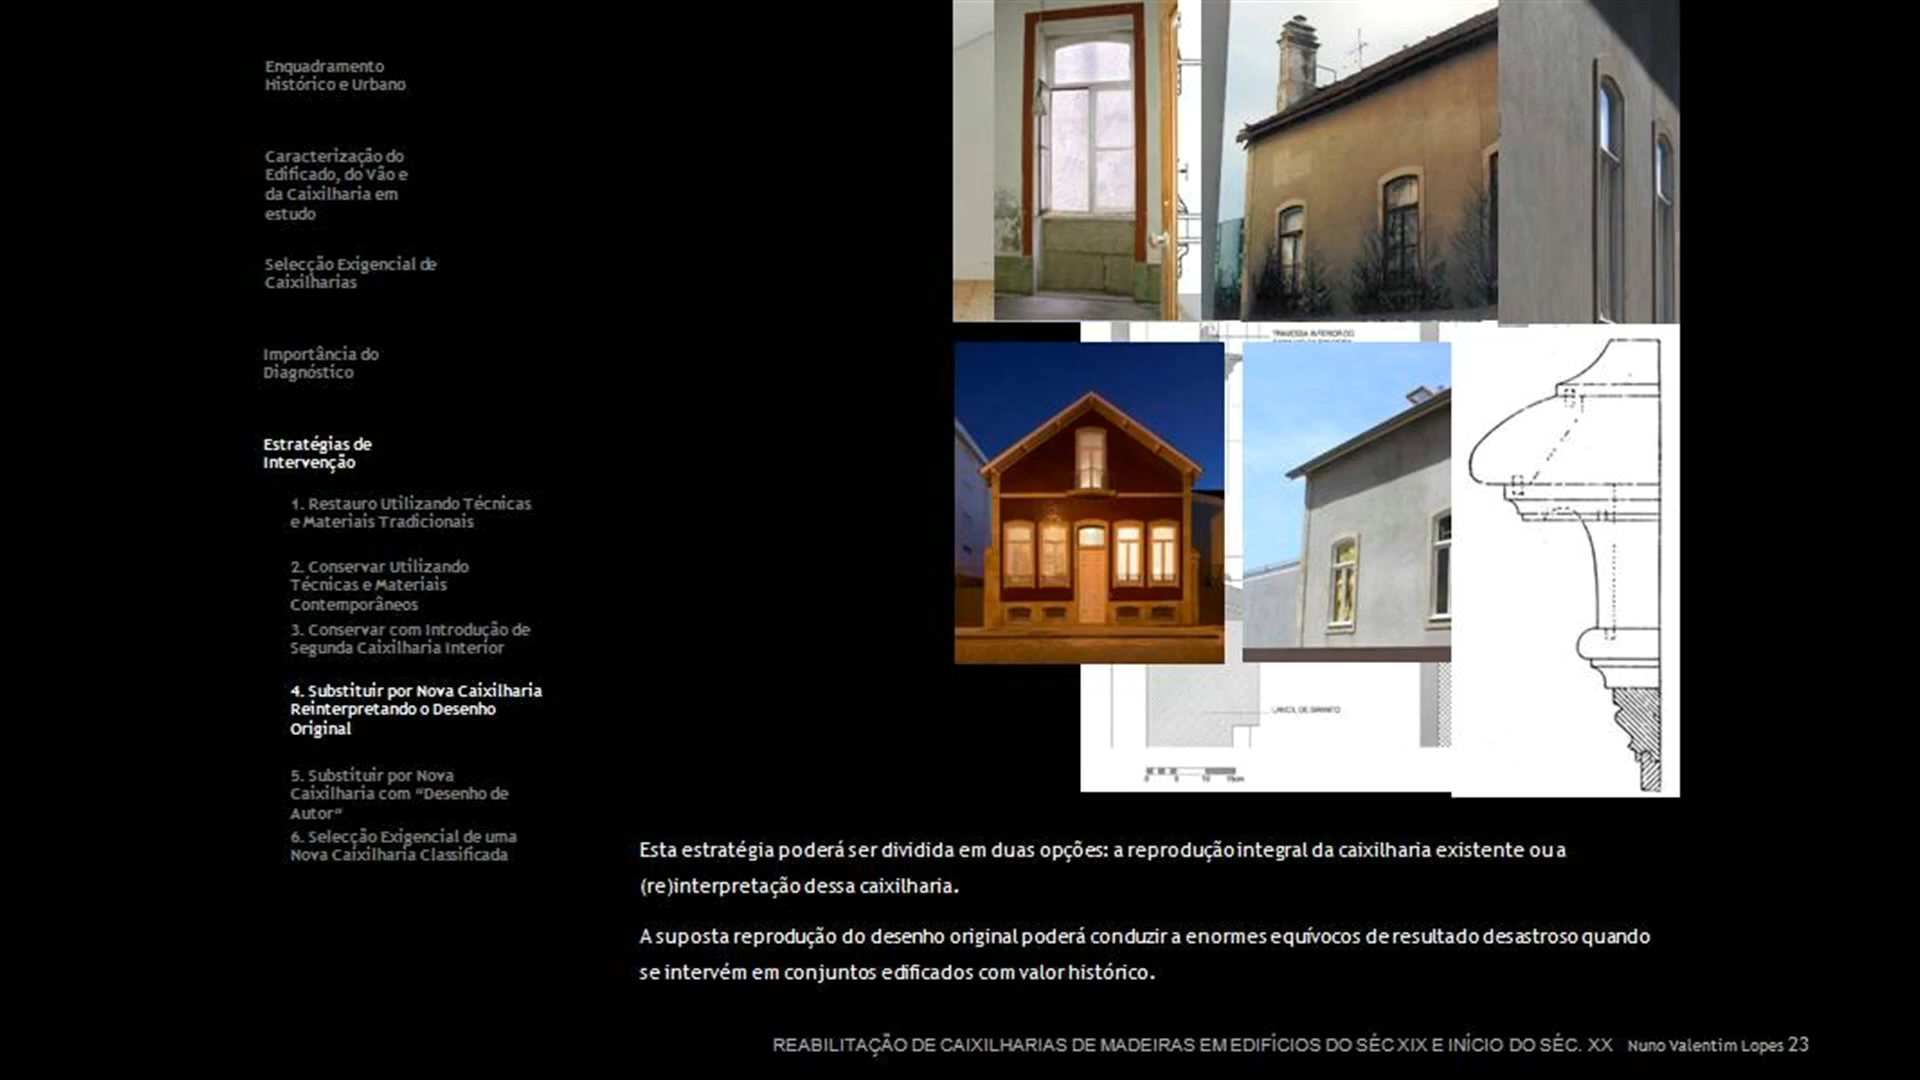 Enquadramento
Histórico e Urbano
Caracterização do
Edificado, do Vão e
da Caixilharia em
estudo
Selecção Exigencial de
Caixilharias
Importância do
Diagnóstico
Estratégias de
Intervenção
1. Restauro Utilizando Técnicas
e Materiais Tradicionais
2. Conservar Utilizando
Técnicas e Materiais
Contemporâneos
3. Conservar com Introdução de
Segunda Caixilharia Interior
4. Substituir por Nova Caixilharia
Reinterpretando o Desenho
Original
5. Substituir por Nova
Caixilharia com “Desenho de
Autor“
6. Selecção Exigencial de uma
Nova Caixilharia Classificada
TRAVESSA INFERIOR DO
LANCIL DE GRANITO
Esta estratégia poderá ser dividida em duas opções: a reprodução integral da caixilharia existente ou a
(re)interpretação dessa caixilharia.
A suposta reprodução do desenho original poderá conduzir a enormes equívocos de resultado desastroso quando
se intervém em conjuntos edificados com valor histórico.
REABILITAÇÃO DE CAIXILHARIAS DE MADEIRAS EM EDIFÍCIOS DO SÉC XIX E INÍCIO DO SÉC. XX Nuno Valentim Lopes 23